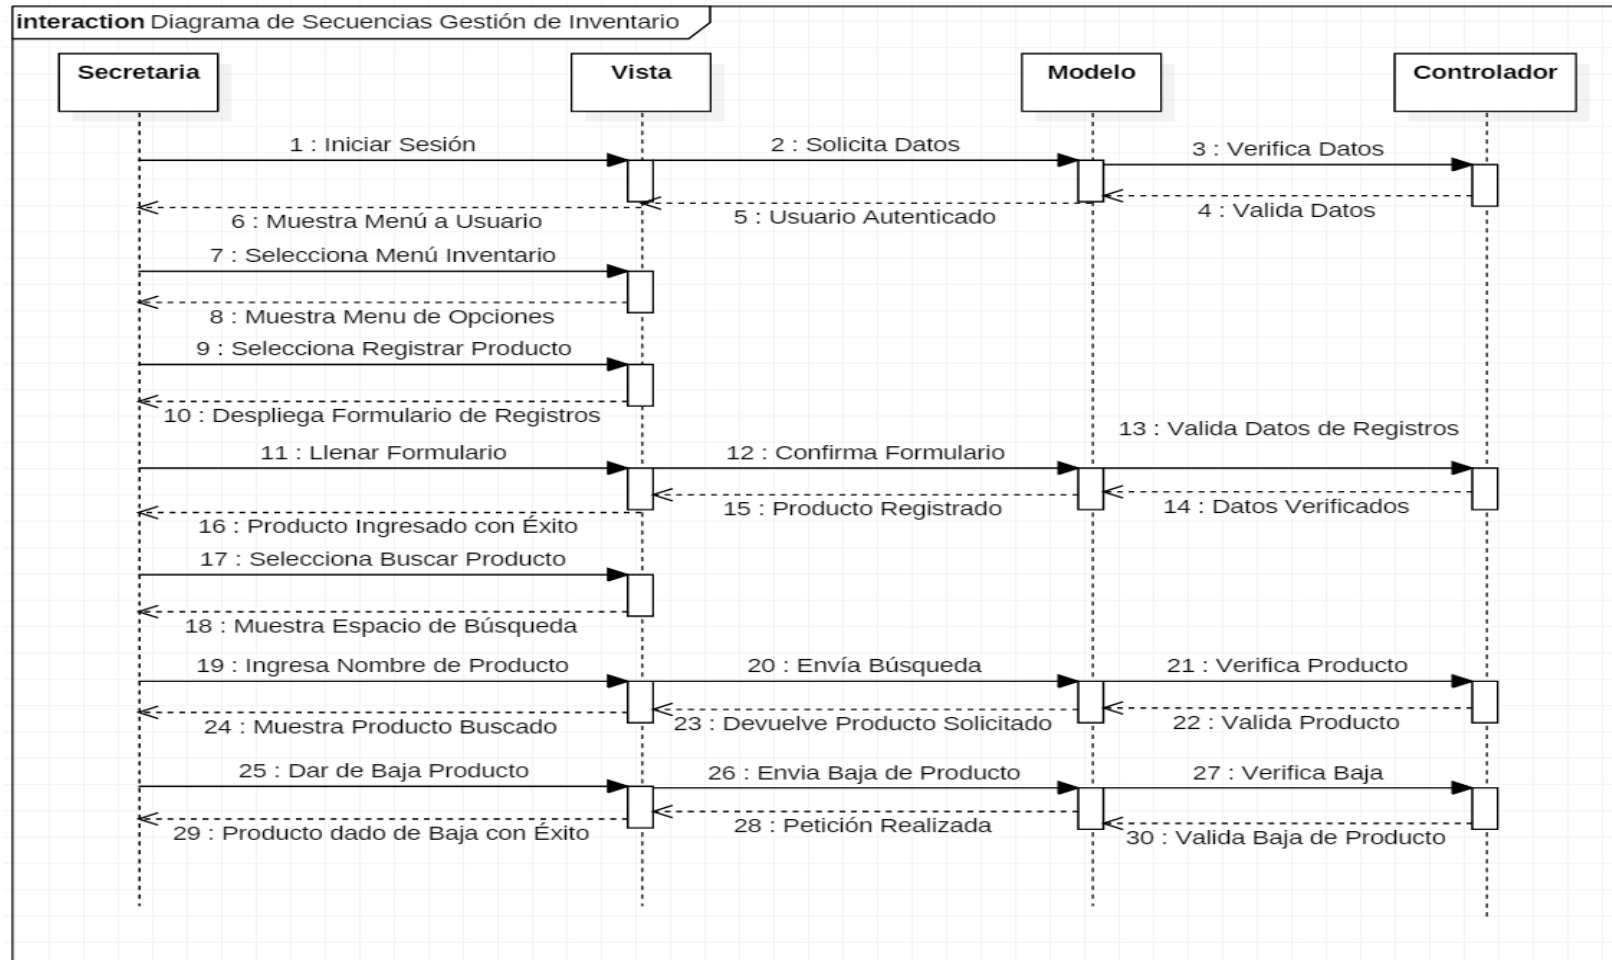 interaction Diagrama de Secuencias Gestión de Inventario
Secretaria
Vista
Modelo
Controlador
1 : Iniciar Sesión
2 : Solicita Datos
3 : Verifica Datos
4 : Valida Datos
5 : Usuario Autenticado
6 : Muestra Menú a Usuario
7 : Selecciona Menú Inventario
8 : Muestra Menu de Opciones
9 : Selecciona Registrar Producto
10 : Despliega Formulario de Registros
11 : Llenar Formulario
12 : Confirma Formulario
13 : Valida Datos de Registros
14 : Datos Verificados
15 : Producto Registrado
16 : Producto Ingresado con Éxito
17 : Selecciona Buscar Producto
18 : Muestra Espacio de Búsqueda
19 : Ingresa Nombre de Producto
20 : Envía Búsqueda
21 : Verifica Producto
22 : Valida Producto
23 : Devuelve Producto Solicitado
24 : Muestra Producto Buscado
25 : Dar de Baja Producto
26 : Envia Baja de Producto
27 : Verifica Baja
28 : Petición Realizada
29 : Producto dado de Baja con Éxito
30 : Valida Baja de Producto